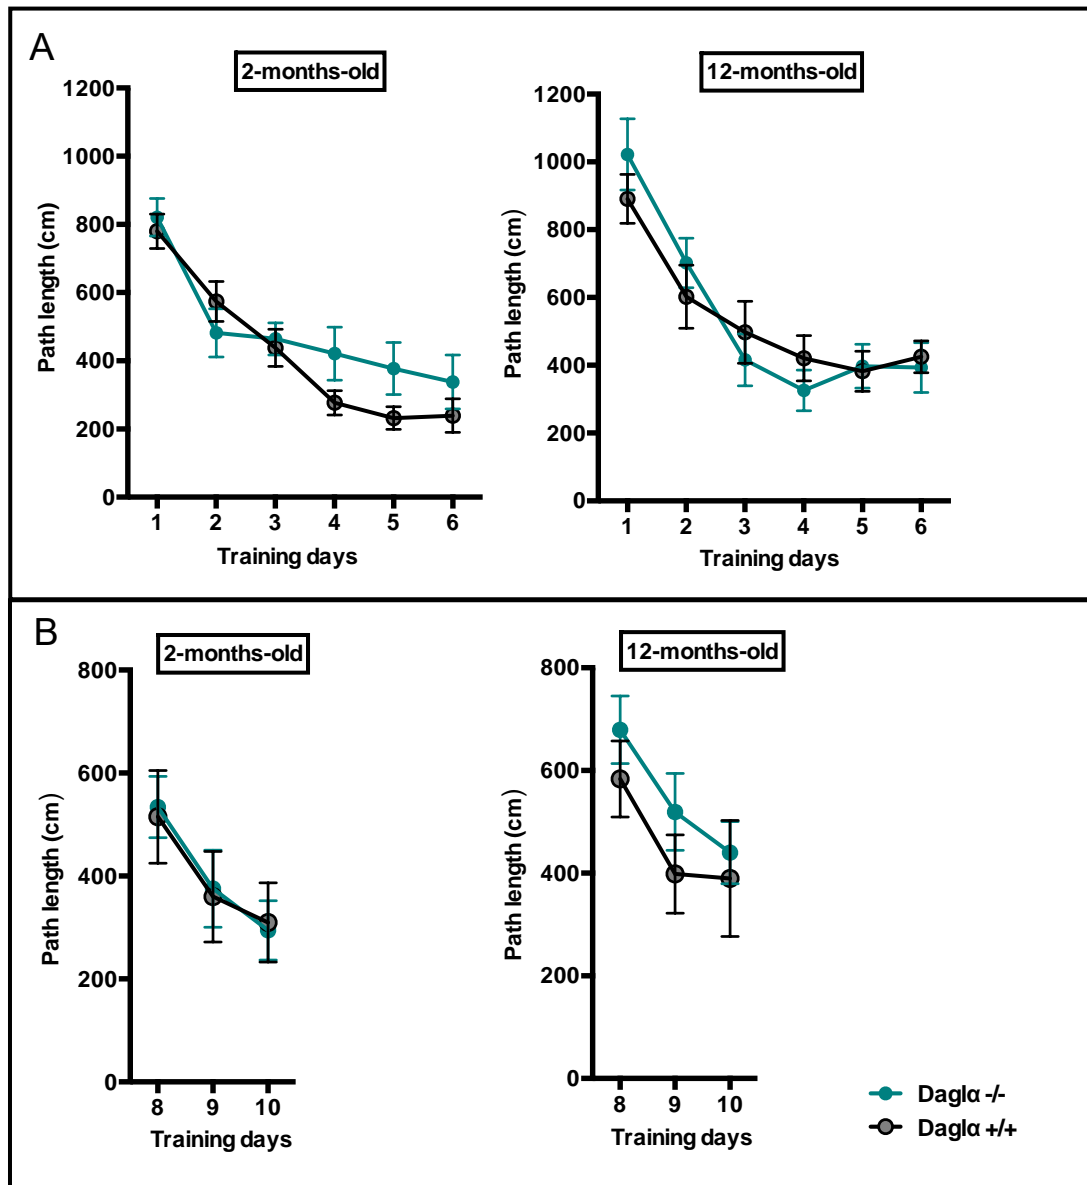 A
2-months-old
12-months-old
1200
1000
800
600
400
200
0
Path length (cm)
1 2 3 4 5 6
Training days
1200
1000
800
600
400
200
0
Path length (cm)
1 2 3 4 5 6
Training days
B
2-months-old
12-months-old
800
600
400
200
0
Path length (cm)
8 9 10
Training days
800
600
400
200
0
Path length (cm)
8 9 10
Training days
Daglα -/-
Daglα +/+